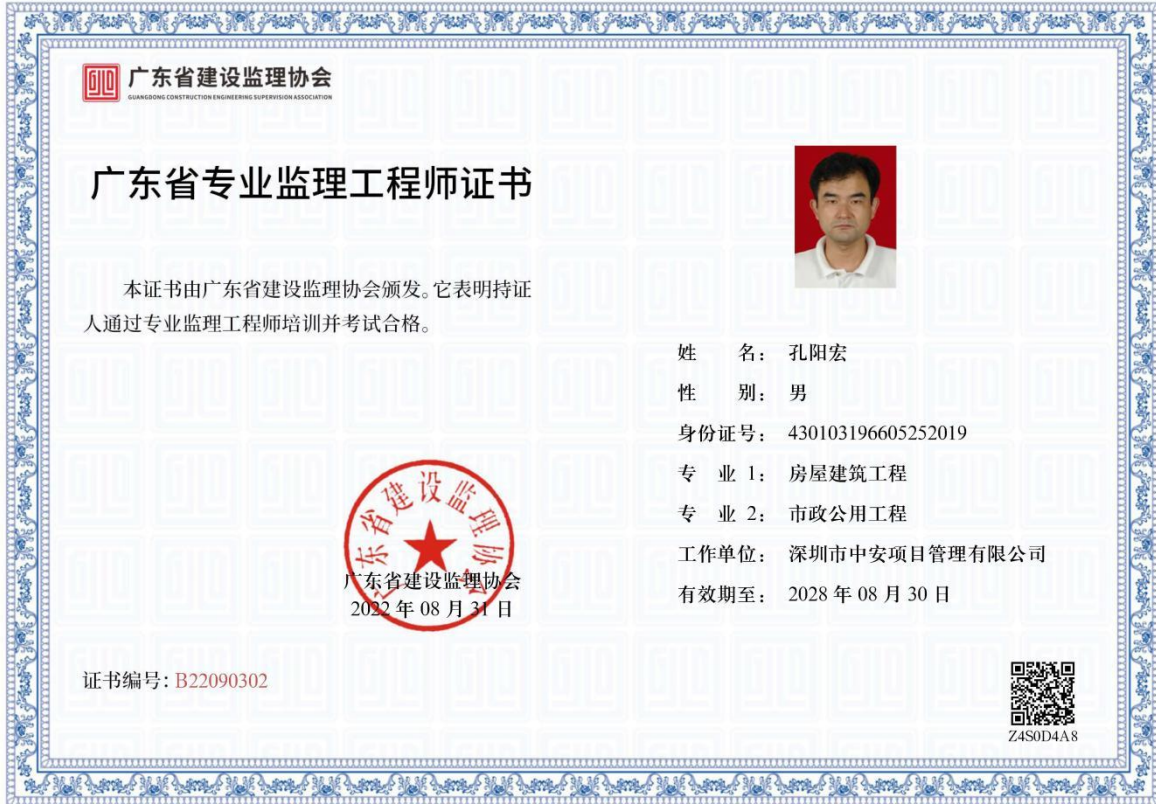 广东省建设监理协会
GUANGDONG CONSTRUCTION ENGINEERING SUPERVISION ASSOCIATION
广东省专业监理工程师证书
本证书由广东省建设监理协会颁发。它表明持证
人通过专业监理工程师培训并考试合格。
姓 名: 孔阳宏
性 别: 男
身份证号: 430103196605252019
专 业 1: 房屋建筑工程
专 业 2: 市政公用工程
工作单位: 深圳市中安项目管理有限公司
有效期至: 2028 年 08 月 30 日
广东省建设监理协会
广东省建设监理协会
2022 年 08 月 31 日
证书编号: B22090302
Z4S0D4A8